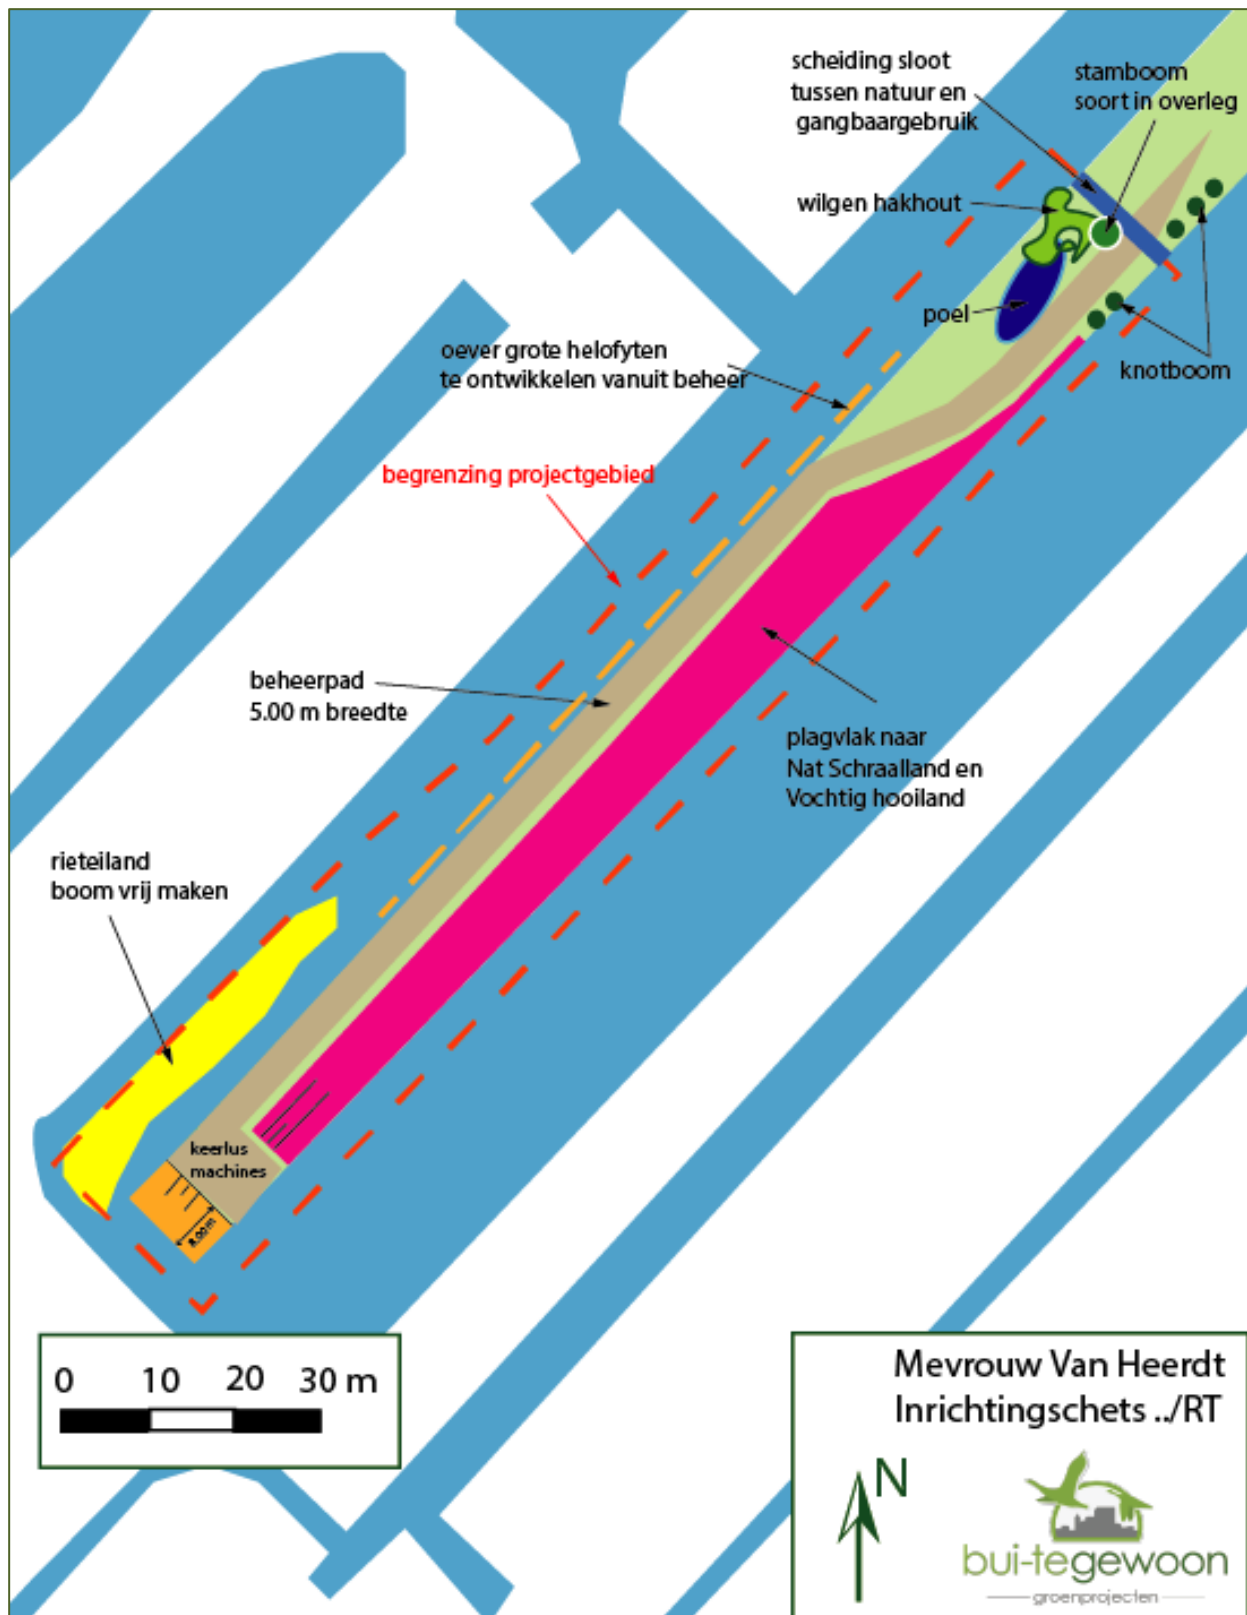 scheiding sloot
tussen natuur en
gangbaargebruik
stamboom
soort in overleg
wilgen hakhout
poel
knotboom
oever grote helofyten
te ontwikkelen vanuit beheer
begrenzing projectgebied
beheerpad
5.00 m breedte
plagvlak naar
Nat Schraalland en
Vochtig hooiland
rieteiland
boom vrij maken
keerlus
machines
8.00 m
0 10 20 30 m
Mevrouw Van Heerdt
Inrichtingschets ../RT
N
bui-tegewoon
groenprojecten